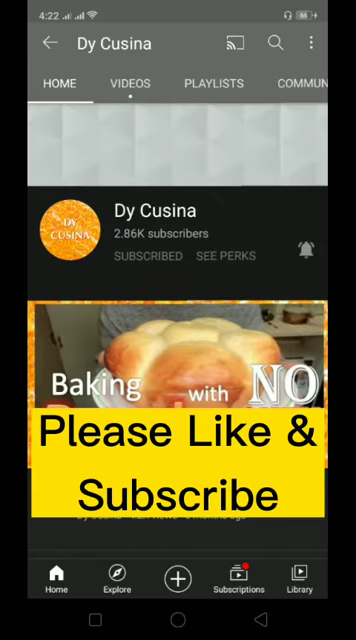 4:22
66
Dy Cusina
HOME VIDEOS PLAYLISTS COMMUN
DY
CUSINA
Dy Cusina
2.86K subscribers
SUBSCRIBED SEE PERKS
Baking with NO
Please Like &
Subscribe
Home Explore Subscriptions Library